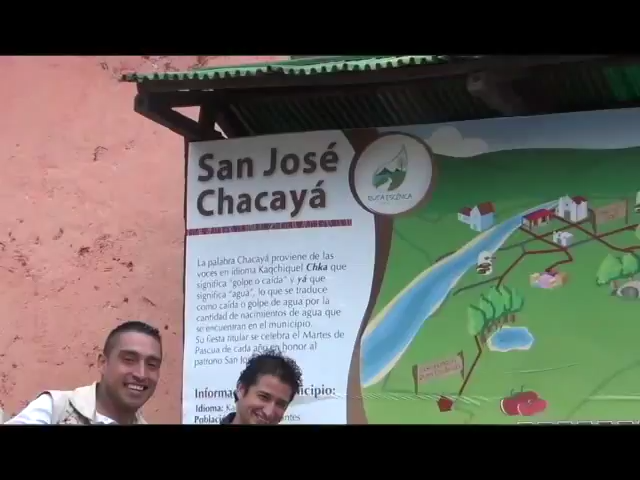 San José
Chacayá
RUTA ESCÉNICA
La palabra Chacayá proviene de las
voces en idioma Kaqchiquel Chka que
significa "golpe o caída" y yá que
significa "agua", lo que se traduce
como caída o golpe de agua por la
cantidad de nacimientos de agua que
se encuentran en el municipio.
Su fiesta titular se celebra el Martes de
Pascua de cada año en honor al
patrono San
Idioma: